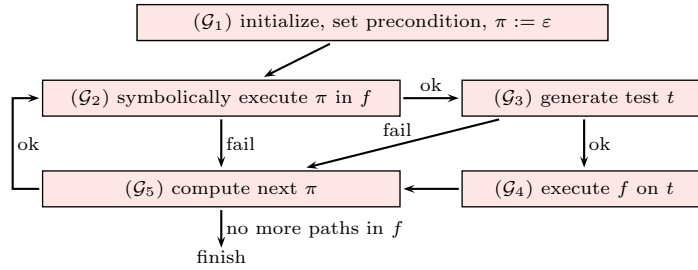 (𝒢₁) initialize, set precondition, π := ε
(𝒢₂) symbolically execute π in f
ok
(𝒢₃) generate test t
ok
fail
fail
ok
(𝒢₅) compute next π
(𝒢₄) execute f on t
no more paths in f
finish